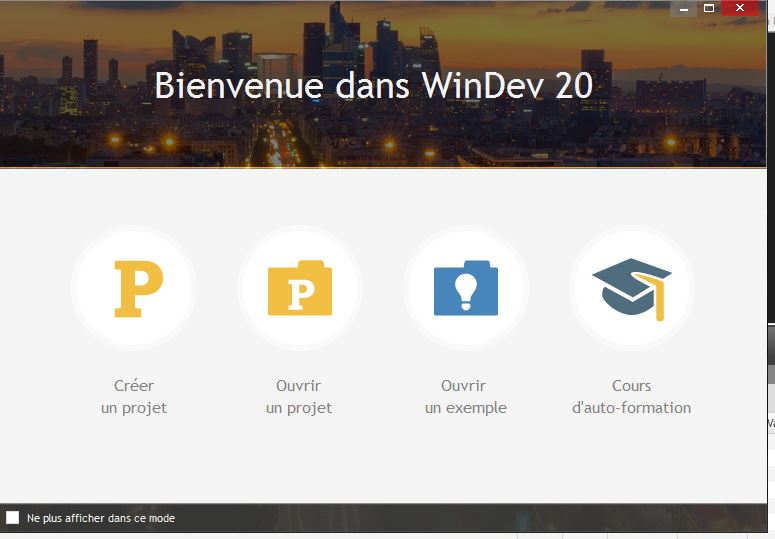 Bienvenue dans WinDev 20
P
P
Créer
un projet
Ouvrir
un projet
Ouvrir
un exemple
Cours
d'auto-formation
Ne plus afficher dans ce mode